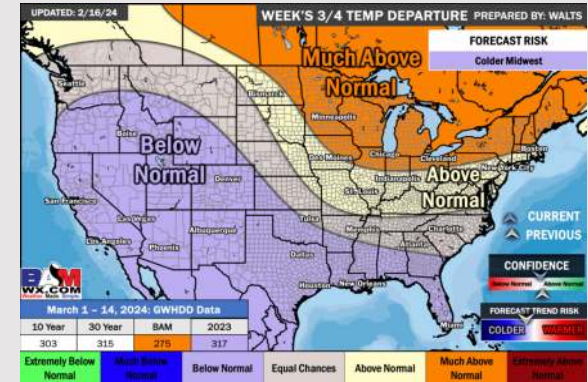 UPDATED: 2/16/24
WEEK'S 3/4 TEMP DEPARTURE PREPARED BY: WALTS
FORECAST RISK
Colder Midwest
Much Above
Normal
Seattle
Bismarck
Minneapolis
Boise
Below
Normal
Boston
Des Moines
Chicago
Cleveland
New York City
Denver
Indianapolis
Above
Normal
St. Louis
San Francisco
Las Vegas
Tulsa
Memphis
Charlotte
Los Angeles
Albuquerque
Phoenix
Atlanta
Dallas
CURRENT
PREVIOUS
Houston
New Orleans
Miami
CONFIDENCE
Below Normal Above Normal
FORECAST TREND RISK
COLDER WARMER
BAM
WX.COM
Weather Made Simple
March 1 – 14, 2024: GWHDD Data
10 Year 30 Year BAM 2023
303 315 275 317
Extremely Below
Normal
Much Below
Normal
Below Normal
Equal Chances
Above Normal
Much Above
Normal
Extremely Above
Normal